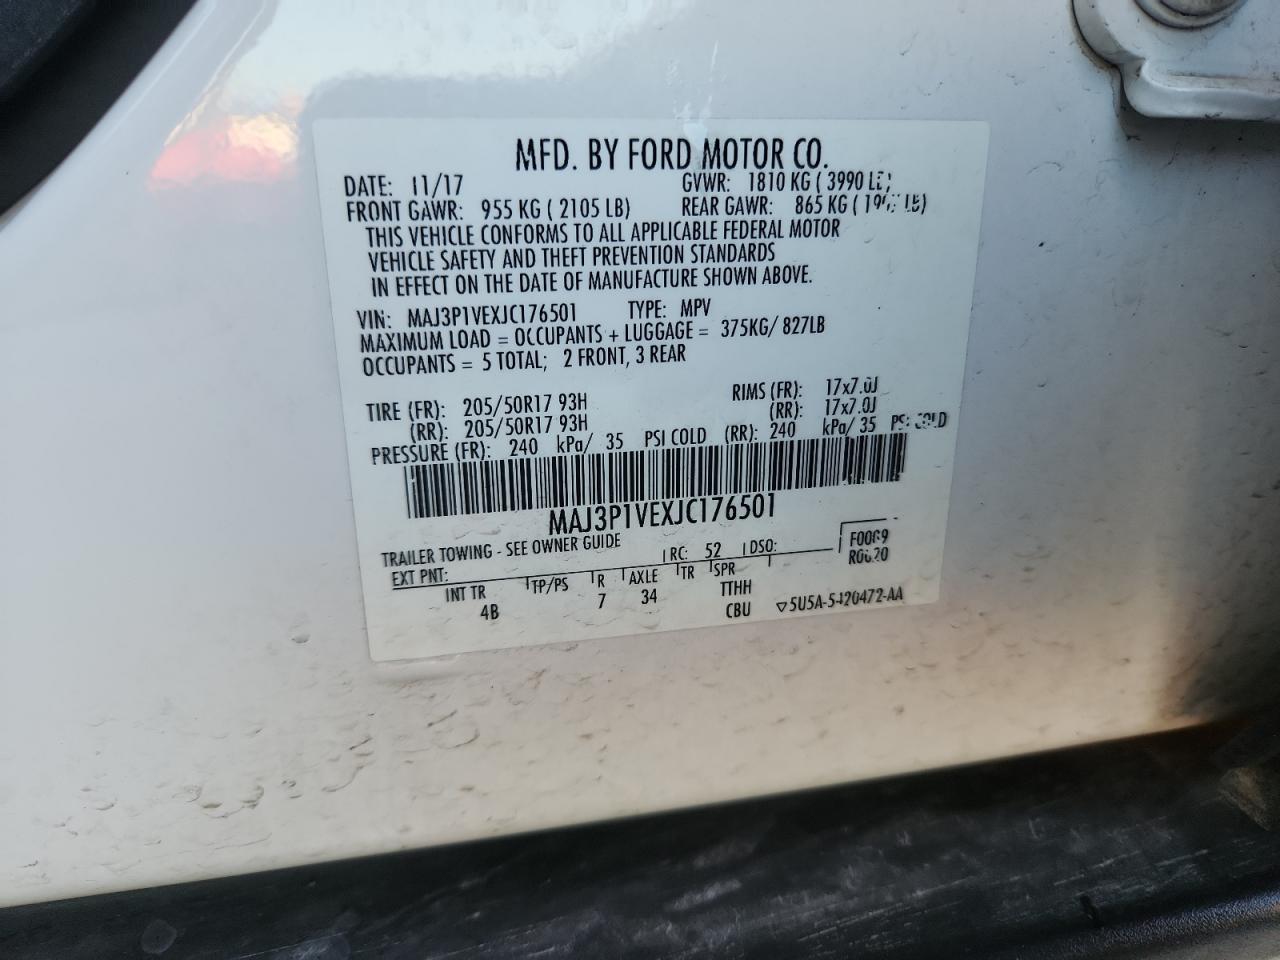 MFD. BY FORD MOTOR CO.
DATE: 11/17 GVWR: 1810 KG ( 3990 LB)
FRONT GAWR: 955 KG ( 2105 LB) REAR GAWR: 865 KG (
THIS VEHICLE CONFORMS TO ALL APPLICABLE FEDERAL MOTOR
VEHICLE SAFETY AND THEFT PREVENTION STANDARDS
IN EFFECT ON THE DATE OF MANUFACTURE SHOWN ABOVE.
VIN: MAJ3P1VEXJC176501 TYPE: MPV
MAXIMUM LOAD = OCCUPANTS + LUGGAGE = 375KG/ 827LB
OCCUPANTS = 5 TOTAL; 2 FRONT, 3 REAR
TIRE (FR): 205/50R17 93H RIMS (FR): 17x7.0J
(RR): 205/50R17 93H (RR): 17x7.0J
PRESSURE (FR): 240 kPa/ 35 PSI COLD (RR): 240 kPa/ 35 PSI COLD
MAJ3P1VEXJC176501
TRAILER TOWING - SEE OWNER GUIDE
EXT PNT: RC: 52 DSO:
INT TR TP/PS R AXLE TR SPR
4B 7 34 TTHH
CBU ▽5U5A-5420472-AA